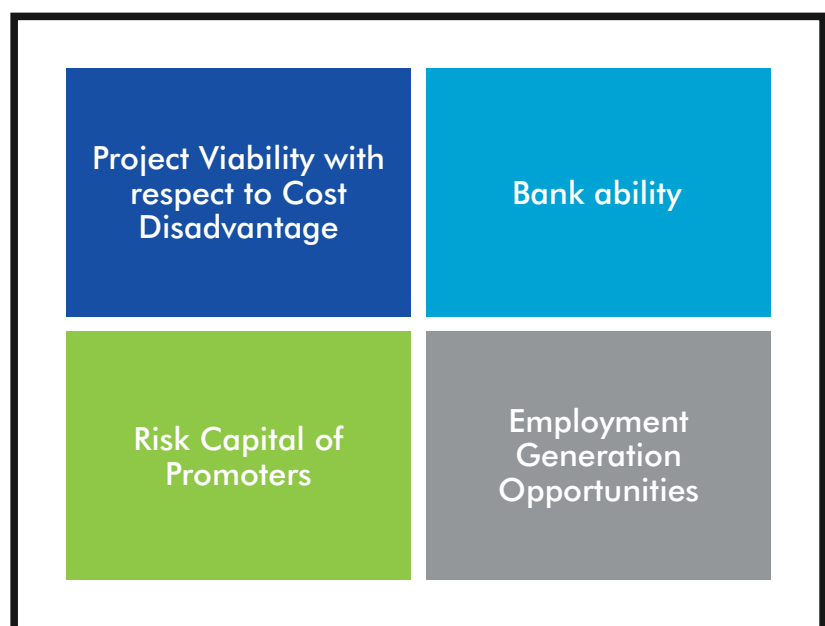 Project Viability with
respect to Cost
Disadvantage
Bank ability
Risk Capital of
Promoters
Employment
Generation
Opportunities